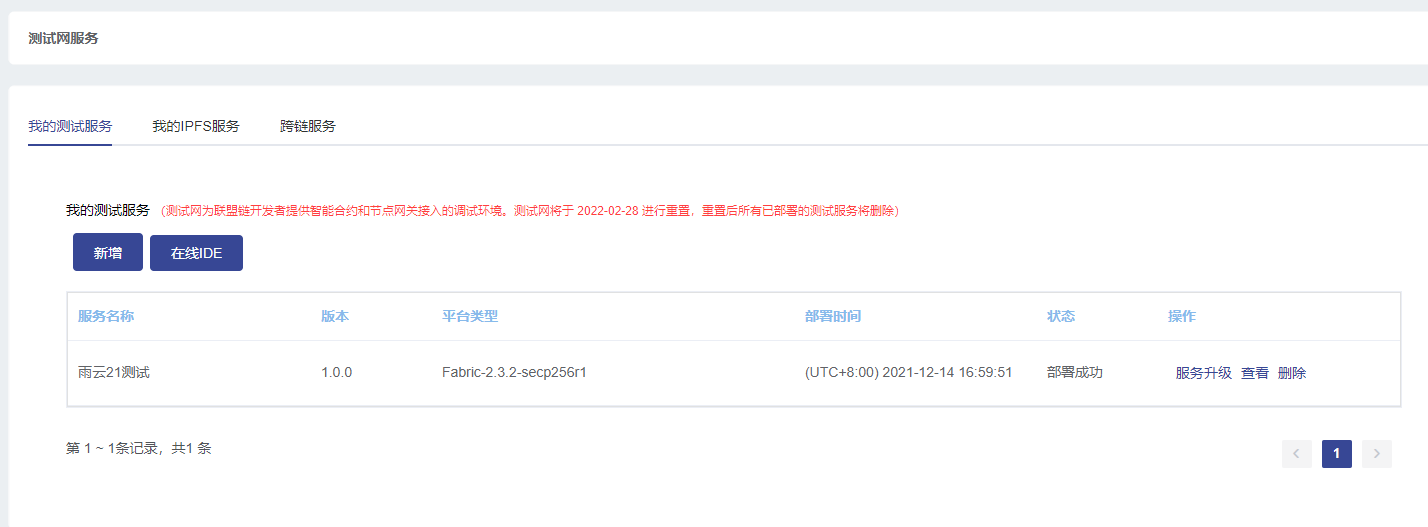 测试网服务
我的测试服务 我的IPFS服务 跨链服务
我的测试服务 (测试网为联盟链开发者提供智能合约和节点网关接入的调试环境。测试网将于 2022-02-28 进行重置，重置后所有已部署的测试服务将删除)
新增 在线IDE
服务名称 版本 平台类型 部署时间 状态 操作
雨云21测试 1.0.0 Fabric-2.3.2-secp256r1 (UTC+8:00) 2021-12-14 16:59:51 部署成功 服务升级 查看 删除
第 1 ~ 1条记录，共1 条 1